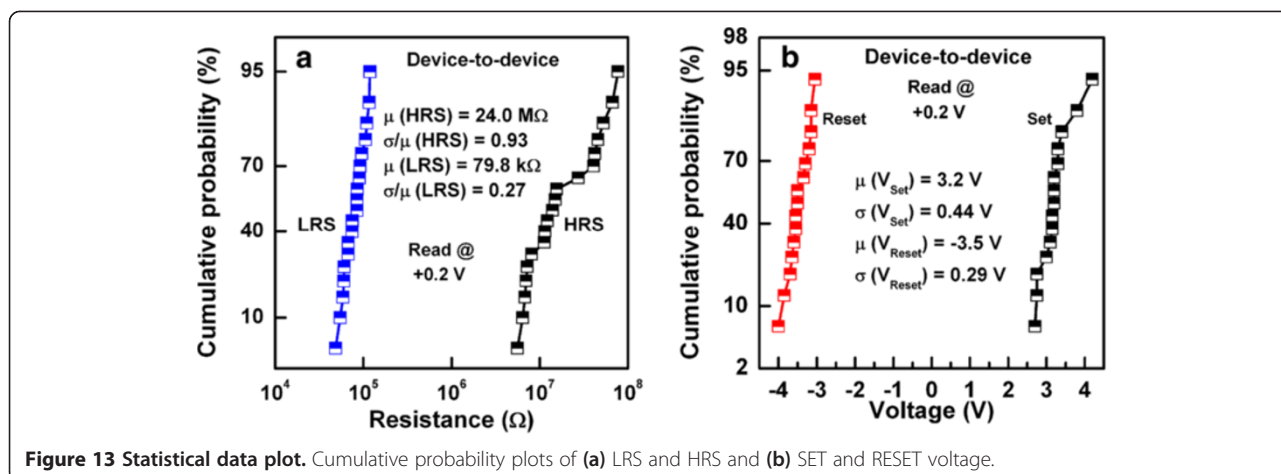 a
Device-to-device
Cumulative probability (%)
95
70
40
10
μ (HRS) = 24.0 MΩ
σ/μ (HRS) = 0.93
μ (LRS) = 79.8 kΩ
σ/μ (LRS) = 0.27
LRS
HRS
Read @
+0.2 V
10⁴ 10⁵ 10⁶ 10⁷ 10⁸
Resistance (Ω)
b
Device-to-device
Cumulative probability (%)
98
95
70
40
10
2
Read @
+0.2 V
Reset
Set
μ (V_Set) = 3.2 V
σ (V_Set) = 0.44 V
μ (V_Reset) = -3.5 V
σ (V_Reset) = 0.29 V
-4 -3 -2 -1 0 1 2 3 4
Voltage (V)
Figure 13 Statistical data plot. Cumulative probability plots of (a) LRS and HRS and (b) SET and RESET voltage.